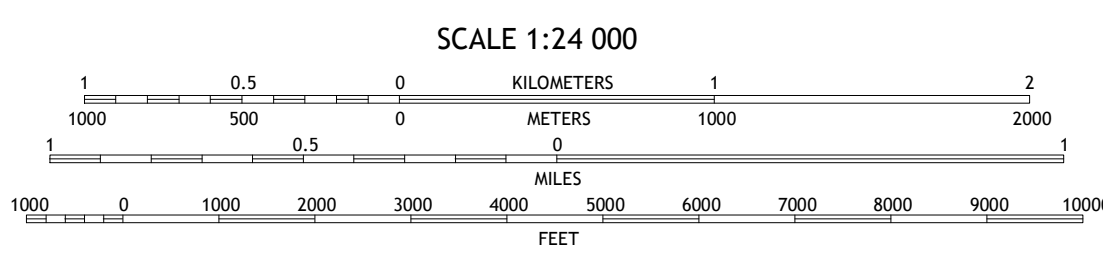 SCALE 1:24 000
1 0.5 0 KILOMETERS 1 2
1000 500 0 METERS 1000 2000
1 0.5 0 1
MILES
1000 0 1000 2000 3000 4000 5000 6000 7000 8000 9000 10000
FEET